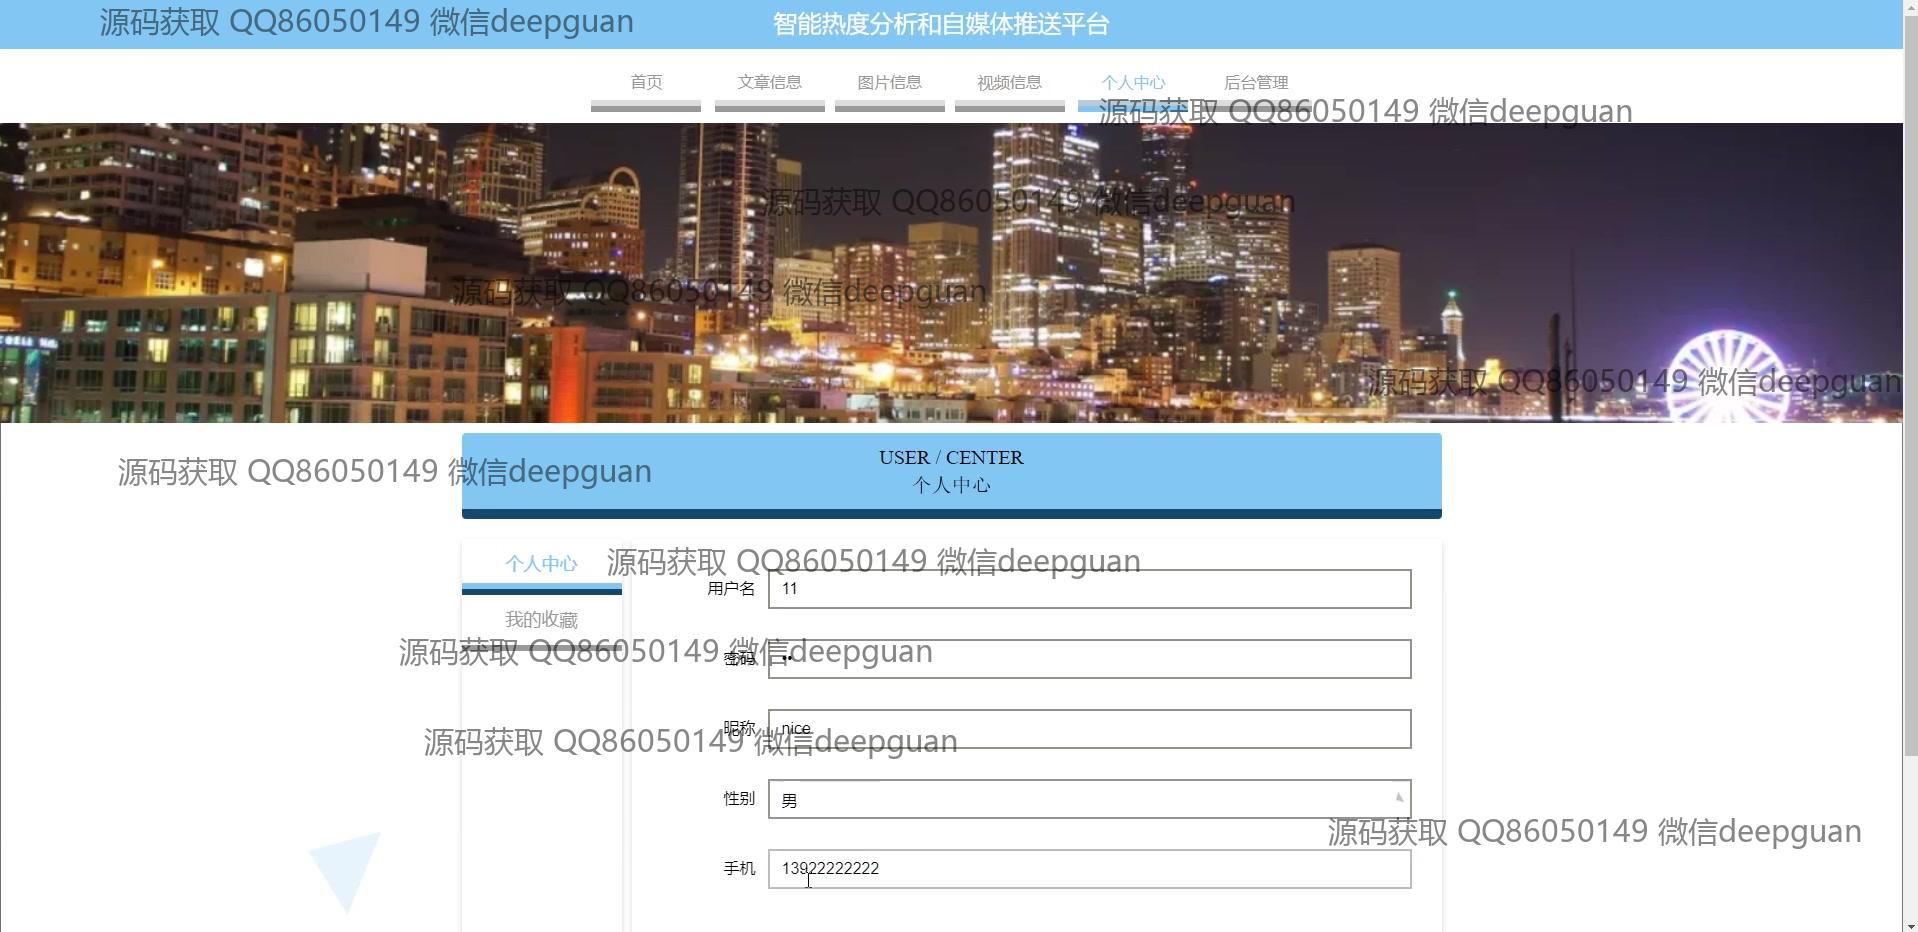 源码获取 QQ86050149 微信deepguan
智能热度分析和自媒体推送平台
首页 文章信息 图片信息 视频信息 个人中心 后台管理
源码获取 QQ86050149 微信deepguan
源码获取 QQ86050149 微信deepguan
源码获取 QQ86050149 微信deepguan
源码获取 QQ86050149 微信deepguan
USER / CENTER
源码获取 QQ86050149 微信deepguan
个人中心
个人中心
源码获取 QQ86050149 微信deepguan
用户名 11
我的收藏
源码获取 QQ86050149 微信deepguan
密码 ••
昵称 nice
源码获取 QQ86050149 微信deepguan
性别 男
源码获取 QQ86050149 微信deepguan
手机 13922222222